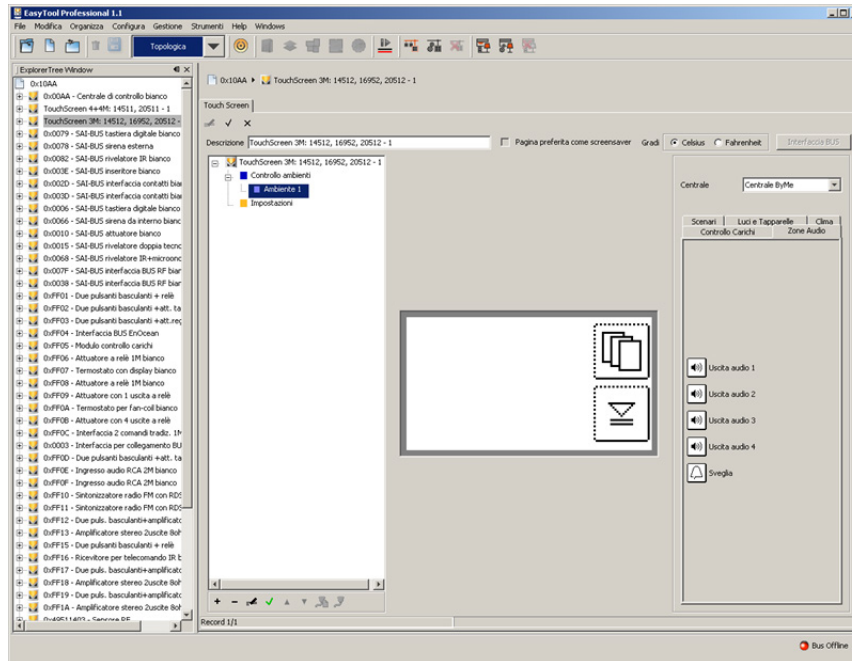 EasyTool Professional 1.1
File Modifica Organizza Configura Gestione Strumenti Help Windows
Topologica
ExplorerTree Window
0x10AA
0x00AA - Centrale di controllo bianco
TouchScreen 4+4M: 14511, 20511 - 1
TouchScreen 3M: 14512, 16952, 20512 -
0x0079 - SAI-BUS tastiera digitale bianco
0x0078 - SAI-BUS sirena esterna
0x0082 - SAI-BUS rivelatore IR bianco
0x003E - SAI-BUS inseritore bianco
0x002D - SAI-BUS interfaccia contatti bia
0x003D - SAI-BUS interfaccia contatti bia
0x0006 - SAI-BUS tastiera digitale bianco
0x0066 - SAI-BUS sirena da interno bianc
0x0010 - SAI-BUS attuatore bianco
0x0015 - SAI-BUS rivelatore doppia tecno
0x0068 - SAI-BUS rivelatore IR+microond
0x007F - SAI-BUS interfaccia BUS RF biar
0x0038 - SAI-BUS interfaccia BUS RF biar
0xFF01 - Due pulsanti basculanti + relè
0xFF02 - Due pulsanti basculanti +att. ta
0xFF03 - Due pulsanti basculanti +att.reg
0xFF04 - Interfaccia BUS EnOcean
0xFF05 - Modulo controllo carichi
0xFF06 - Attuatore a relè 1M bianco
0xFF07 - Termostato con display bianco
0xFF08 - Attuatore a relè 1M bianco
0xFF09 - Attuatore con 1 uscita a relè
0xFF0A - Termostato per fan-coil bianco
0xFF0B - Attuatore con 4 uscite a relè
0xFF0C - Interfaccia 2 comandi tradiz. 1M
0x0003 - Interfaccia per collegamento BU
0xFF0D - Due pulsanti basculanti +att. ta
0xFF0E - Ingresso audio RCA 2M bianco
0xFF0F - Ingresso audio RCA 2M bianco
0xFF10 - Sintonizzatore radio FM con RDS
0xFF11 - Sintonizzatore radio FM con RDS
0xFF12 - Due puls. basculanti+amplificato
0xFF13 - Amplificatore stereo 2uscite 8oh
0xFF15 - Due pulsanti basculanti + relè
0xFF16 - Ricevitore per telecomando IR b
0xFF17 - Due puls. basculanti+amplificato
0xFF18 - Amplificatore stereo 2uscite 8oh
0xFF19 - Due puls. basculanti+amplificato
0xFF1A - Amplificatore stereo 2uscite 8oh
0x49511403 - Sensore RF
0x10AA TouchScreen 3M: 14512, 16952, 20512 - 1
Touch Screen
Descrizione TouchScreen 3M: 14512, 16952, 20512 - 1 Pagina preferita come screensaver Gradi Celsius Fahrenheit Interfaccia BUS
TouchScreen 3M: 14512, 16952, 20512 - 1
Controllo ambienti
Ambiente 1
Impostazioni
Centrale Centrale ByMe
Scenari Luci e Tapparelle Clima
Controllo Carichi Zone Audio
Uscita audio 1
Uscita audio 2
Uscita audio 3
Uscita audio 4
Sveglia
Record 1/1
Bus Offline